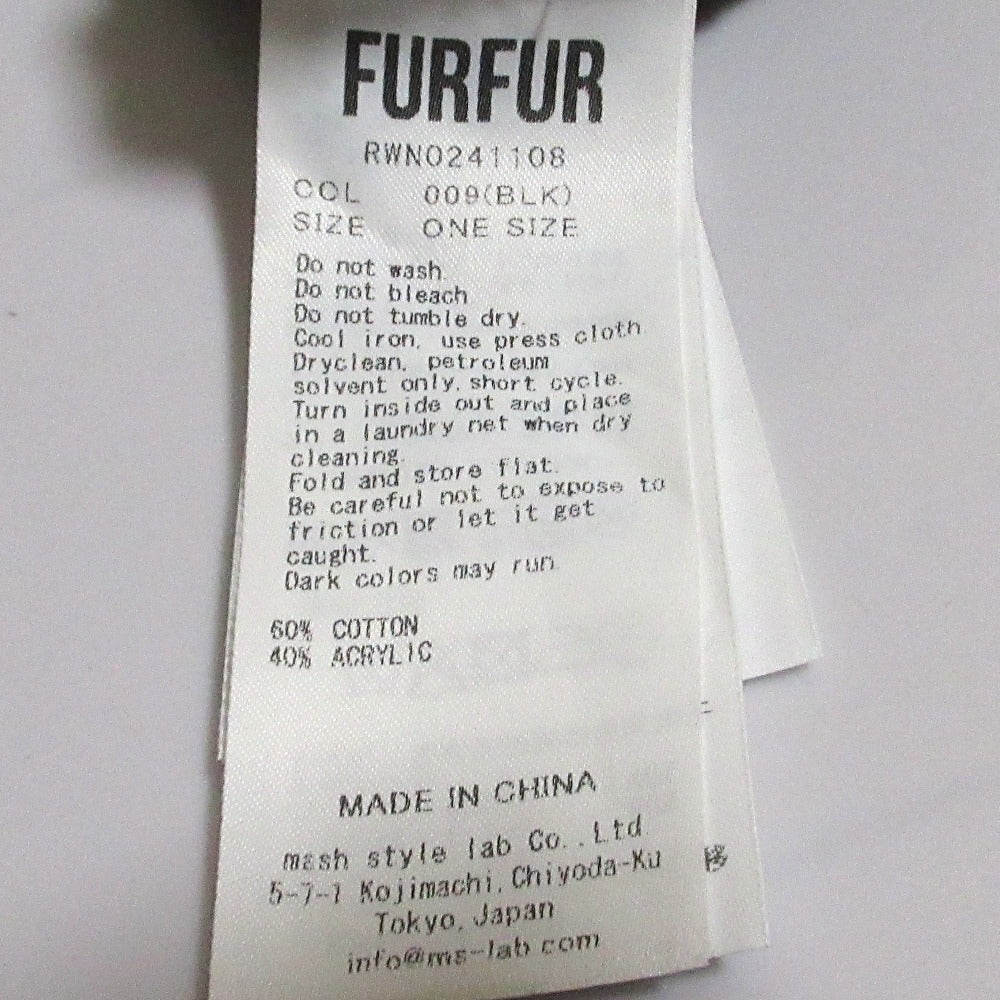 FURFUR
RWN0241108
COL 009(BLK)
SIZE ONE SIZE
Do not wash.
Do not bleach
Do not tumble dry.
Cool iron, use press cloth.
Dryclean, petroleum
solvent only, short cycle.
Turn inside out and place
in a laundry net when dry
cleaning.
Fold and store flat.
Be careful not to expose to
friction or let it get
caught.
Dark colors may run.
60% COTTON
40% ACRYLIC
MADE IN CHINA
mash style lab Co., Ltd.
5-7-1 Kojimachi, Chiyoda-Ku
Tokyo, Japan
info@ms-lab.com